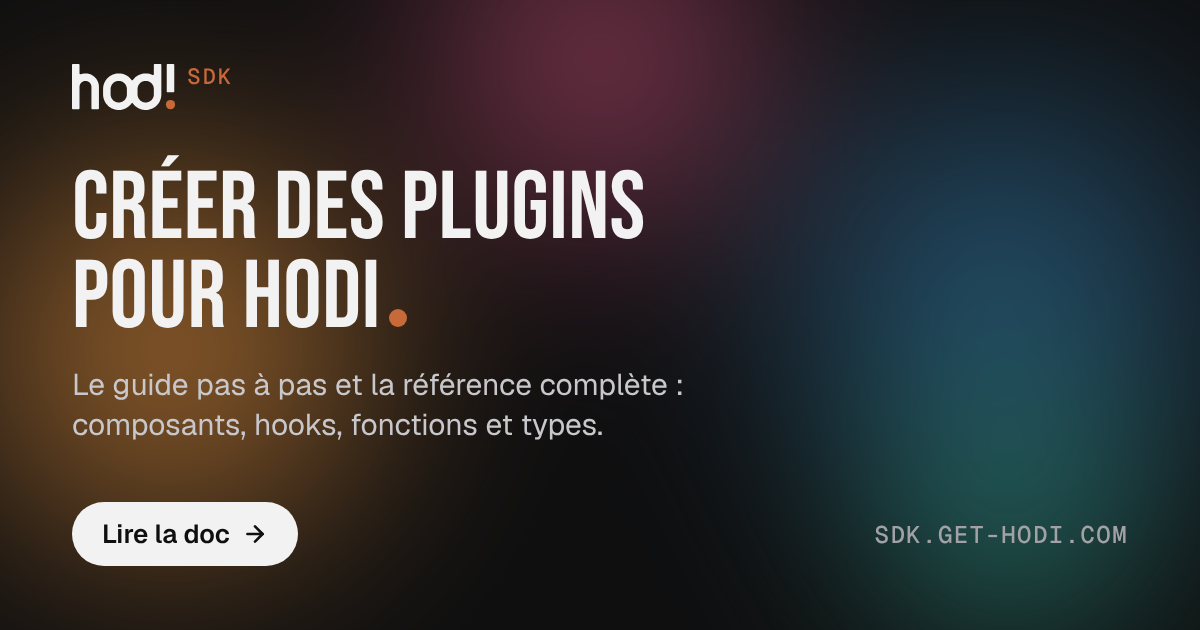 hodi SDK
CRÉER DES PLUGINS
POUR HODI.
Le guide pas à pas et la référence complète :
composants, hooks, fonctions et types.
Lire la doc →
SDK.GET-HODI.COM